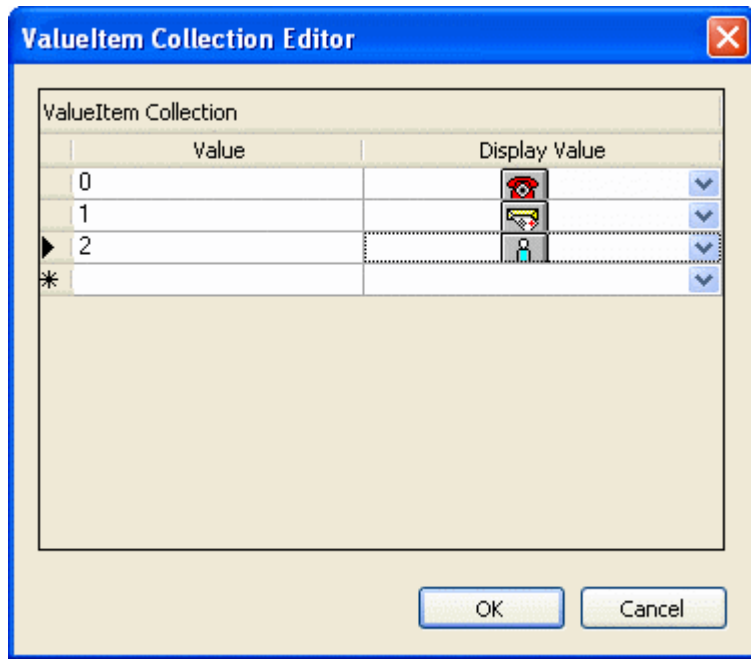 ValueItem Collection Editor
ValueItem Collection
Value Display Value
0
1
2
OK Cancel